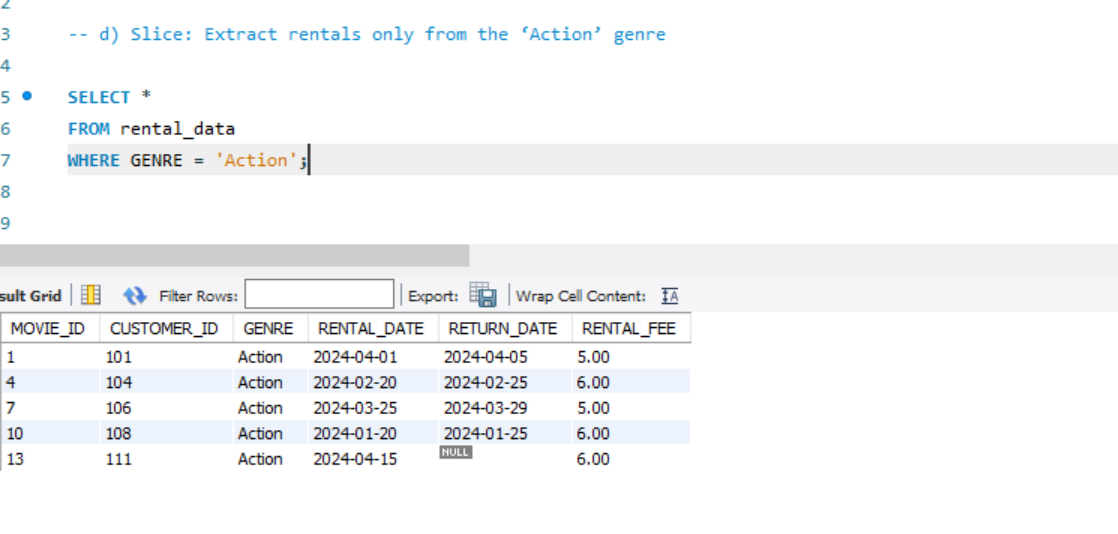 2
3 -- d) Slice: Extract rentals only from the ‘Action’ genre
4
5 SELECT *
6 FROM rental_data
7 WHERE GENRE = 'Action';
8
9
sult Grid Filter Rows: Export: Wrap Cell Content: IA
MOVIE_ID CUSTOMER_ID GENRE RENTAL_DATE RETURN_DATE RENTAL_FEE
1 101 Action 2024-04-01 2024-04-05 5.00
4 104 Action 2024-02-20 2024-02-25 6.00
7 106 Action 2024-03-25 2024-03-29 5.00
10 108 Action 2024-01-20 2024-01-25 6.00
13 111 Action 2024-04-15 NULL 6.00